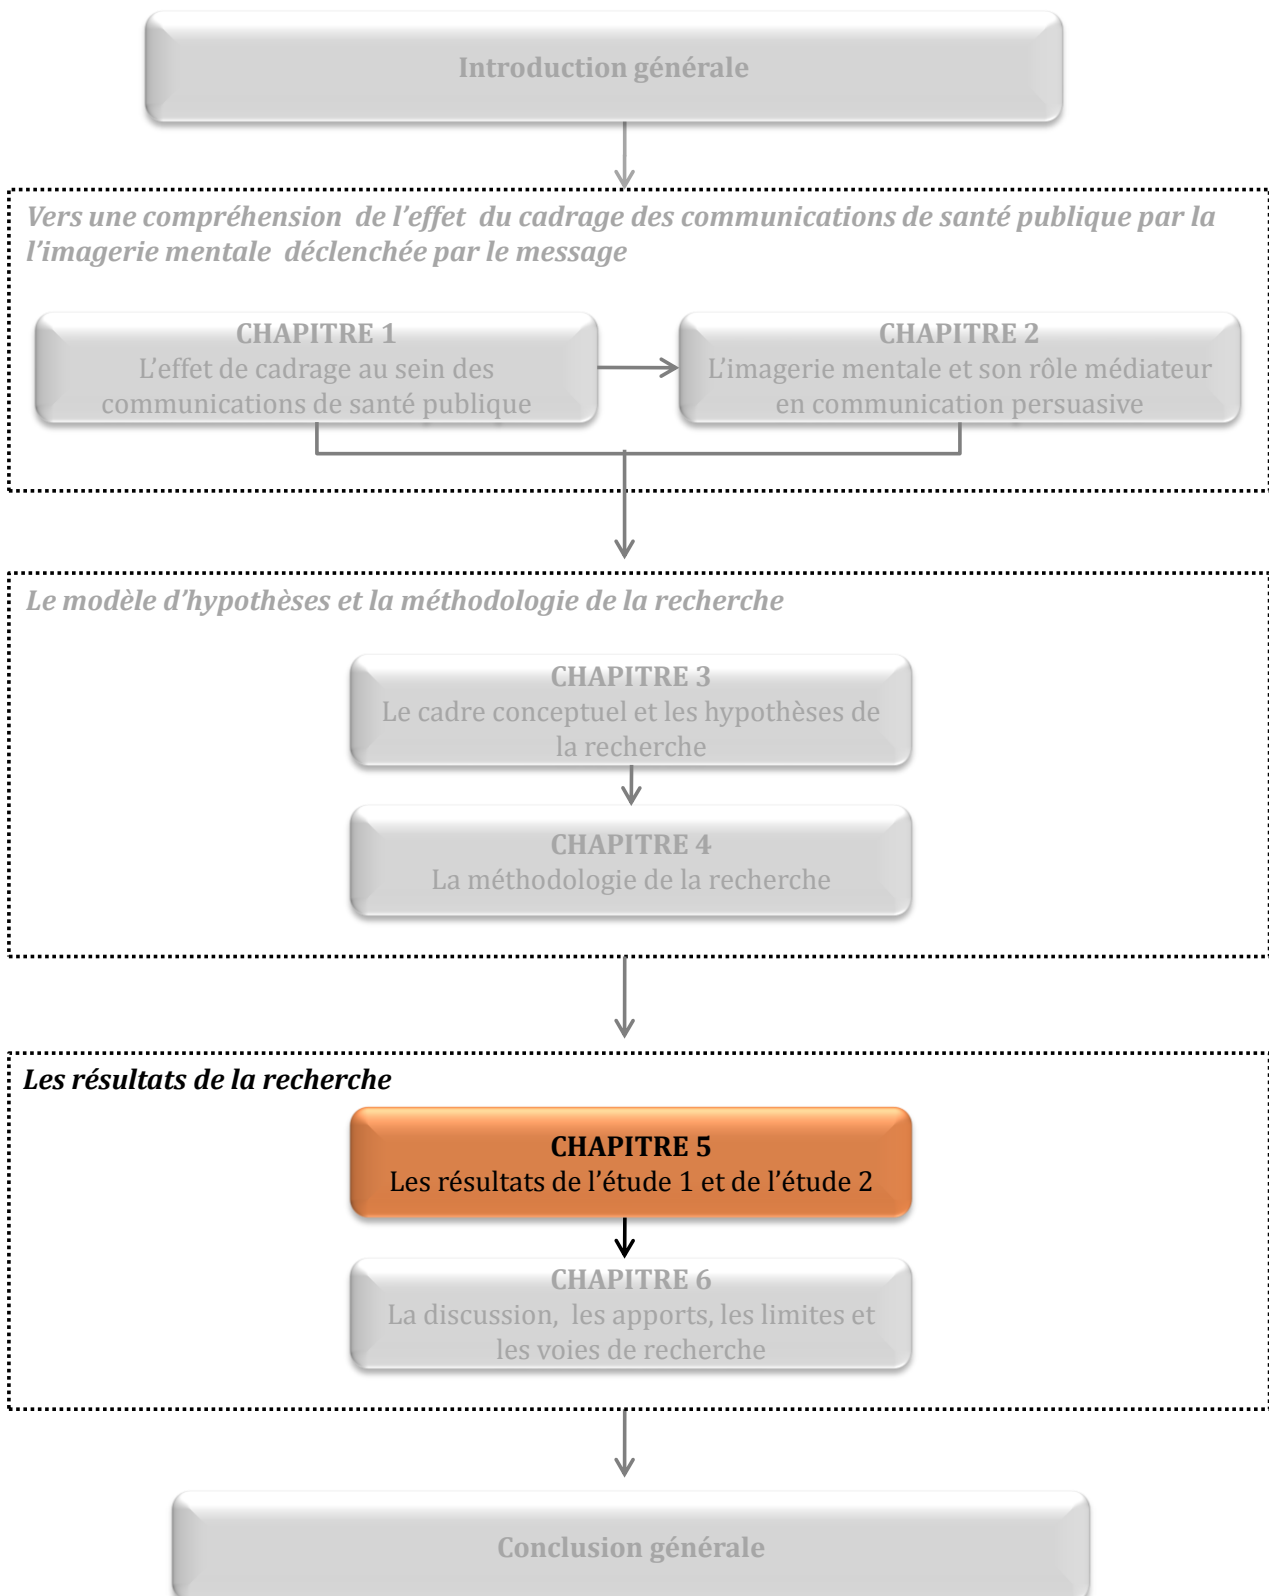 Introduction générale
Vers une compréhension de l'effet du cadrage des communications de santé publique par la
l'imagerie mentale déclenchée par le message
CHAPITRE 1
L'effet de cadrage au sein des
communications de santé publique
CHAPITRE 2
L'imagerie mentale et son rôle médiateur
en communication persuasive
Le modèle d'hypothèses et la méthodologie de la recherche
CHAPITRE 3
Le cadre conceptuel et les hypothèses de
la recherche
CHAPITRE 4
La méthodologie de la recherche
Les résultats de la recherche
CHAPITRE 5
Les résultats de l'étude 1 et de l'étude 2
CHAPITRE 6
La discussion, les apports, les limites et
les voies de recherche
Conclusion générale